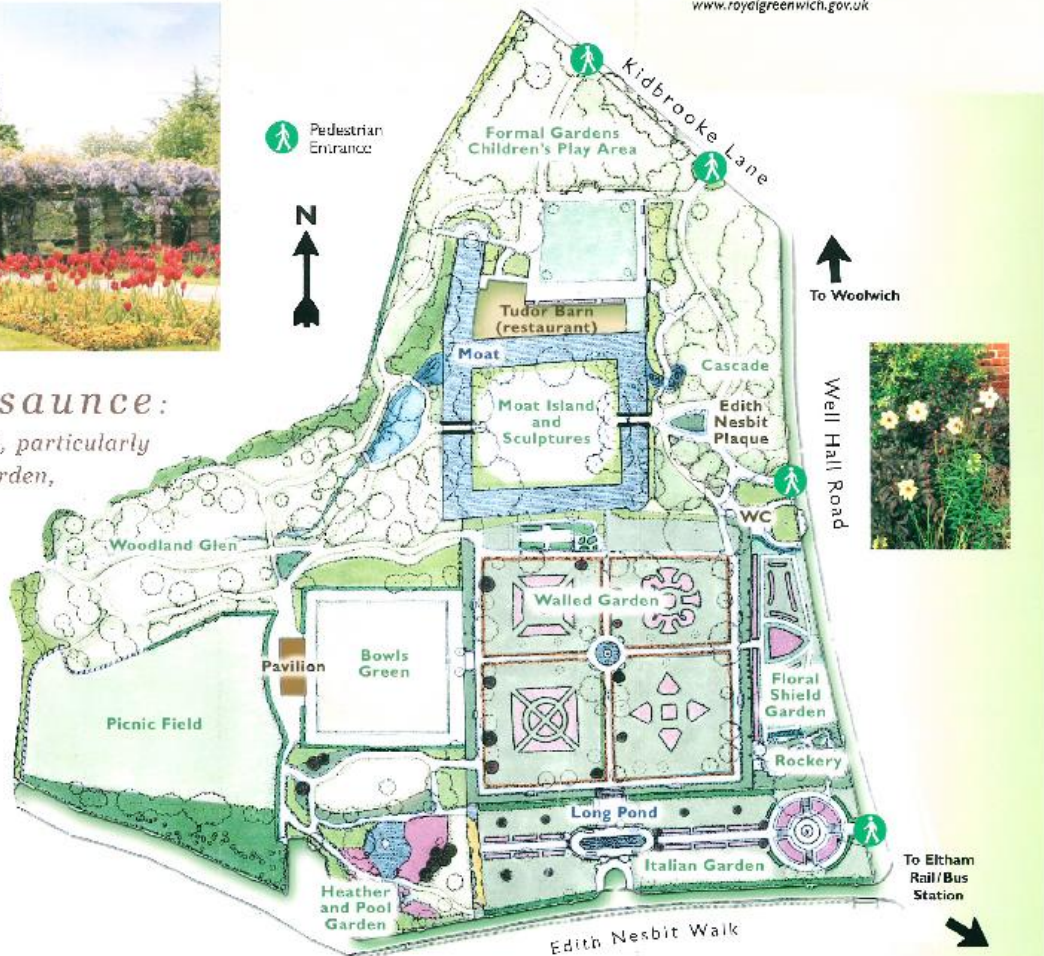 www.royalgreenwich.gov.uk
Kidbrooke Lane
Pedestrian
Entrance
Formal Gardens
Children's Play Area
N
To Woolwich
Tudor Barn
(restaurant)
Moat
Cascade
saunce:
, particularly
rden,
Moat Island
and
Sculptures
Edith
Nesbit
Plaque
Well Hall Road
WC
Woodland Glen
Walled Garden
Pavilion
Bowls
Green
Floral
Shield
Garden
Picnic Field
Rockery
Long Pond
Italian Garden
To Eltham
Rail/Bus
Station
Heather
and Pool
Garden
Edith Nesbit Walk